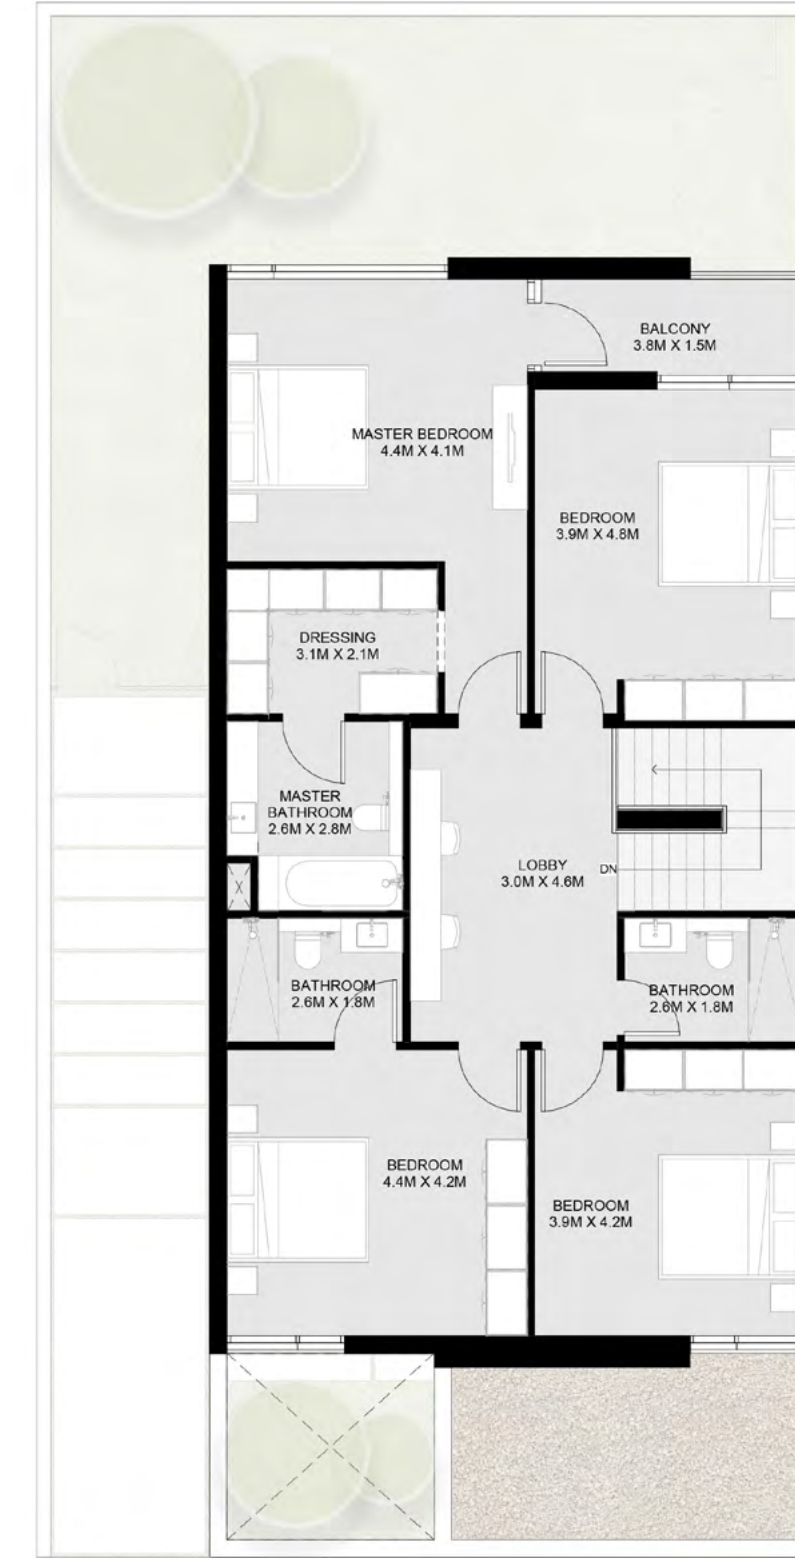 BALCONY
3.8M X 1.5M
MASTER BEDROOM
4.4M X 4.1M
BEDROOM
3.9M X 4.8M
DRESSING
3.1M X 2.1M
MASTER
BATHROOM
2.6M X 2.8M
LOBBY
3.0M X 4.6M
DN
BATHROOM
2.6M X 1.8M
BATHROOM
2.6M X 1.8M
BEDROOM
4.4M X 4.2M
BEDROOM
3.9M X 4.2M